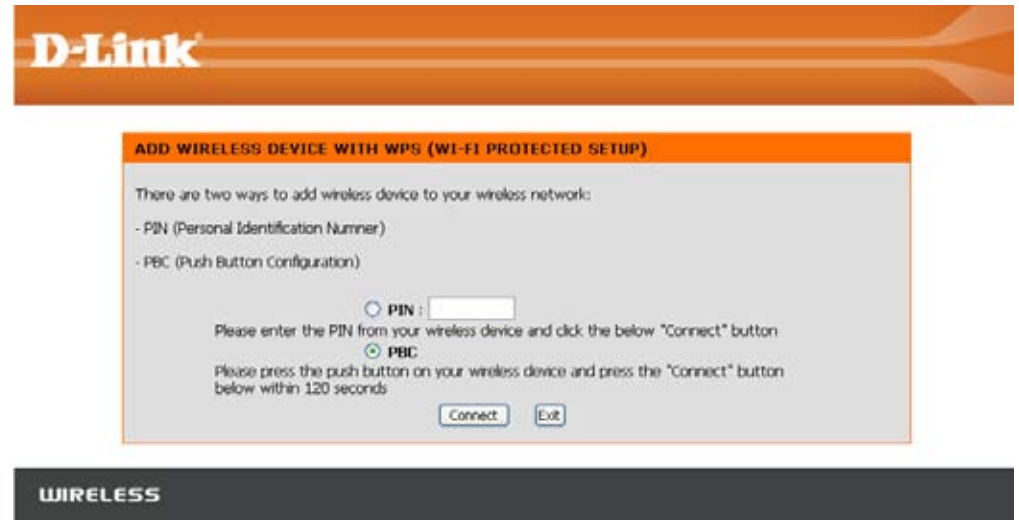 D-Link
ADD WIRELESS DEVICE WITH WPS (WI-FI PROTECTED SETUP)
There are two ways to add wireless device to your wireless network:
- PIN (Personal Identification Numner)
- PBC (Push Button Configuration)
PIN :
Please enter the PIN from your wireless device and click the below "Connect" button
PBC
Please press the push button on your wireless device and press the "Connect" button
below within 120 seconds
Connect Exit
WIRELESS